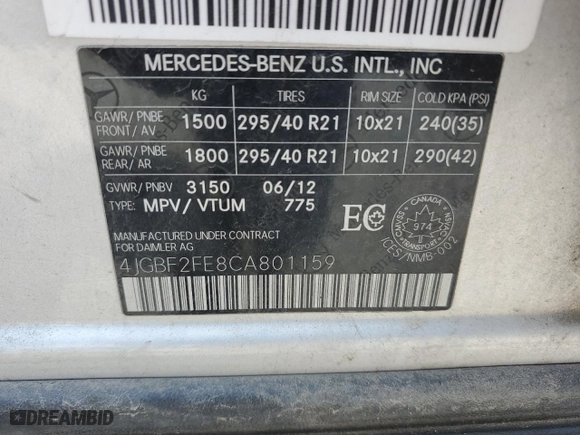 MERCEDES-BENZ U.S. INTL., INC
KG TIRES RIM SIZE COLD KPA (PSI)
GAWR/ PNBE FRONT/ AV 1500 295/40 R21 10x21 240(35)
GAWR/ PNBE REAR/ AR 1800 295/40 R21 10x21 290(42)
GVWR/ PNBV 3150 06/12
TYPE: MPV/ VTUM 775
MANUFACTURED UNDER CONTRACT
FOR DAIMLER AG
4JGBF2FE8CA801159
EC
CANADA
CMVSS 974 NSVAC
ICES/NMB-002
DREAMBID